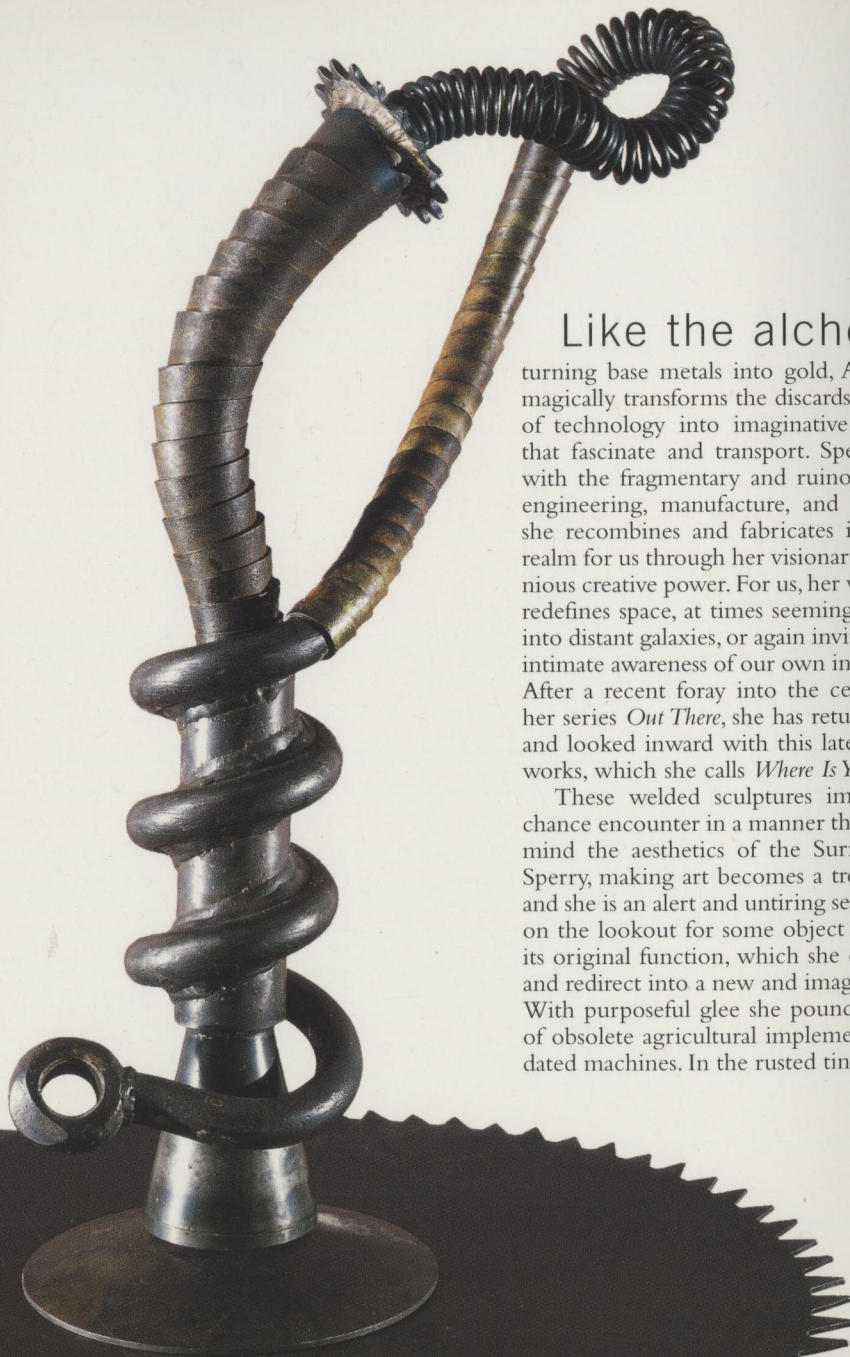 Like the alche
turning base metals into gold, A
magically transforms the discards
of technology into imaginative
that fascinate and transport. Spe
with the fragmentary and ruino
engineering, manufacture, and
she recombines and fabricates i
realm for us through her visionar
nious creative power. For us, her v
redefines space, at times seeming
into distant galaxies, or again invi
intimate awareness of our own in
After a recent foray into the ce
her series Out There, she has retu
and looked inward with this late
works, which she calls Where Is Y
These welded sculptures im
chance encounter in a manner th
mind the aesthetics of the Surr
Sperry, making art becomes a tre
and she is an alert and untiring se
on the lookout for some object
its original function, which she
and redirect into a new and imag
With purposeful glee she pounc
of obsolete agricultural impleme
dated machines. In the rusted tin